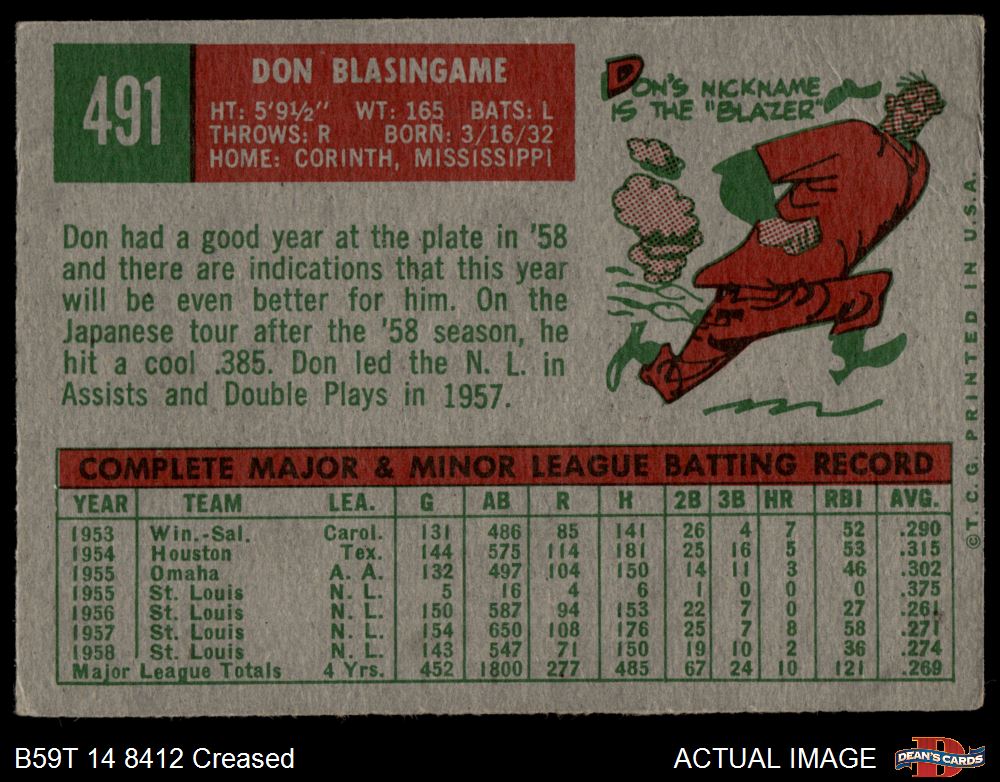 491
DON BLASINGAME
HT: 5'9½" WT: 165 BATS: L
THROWS: R BORN: 3/16/32
HOME: CORINTH, MISSISSIPPI
DON'S NICKNAME
IS THE "BLAZER"
Don had a good year at the plate in '58
and there are indications that this year
will be even better for him. On the
Japanese tour after the '58 season, he
hit a cool .385. Don led the N. L. in
Assists and Double Plays in 1957.
COMPLETE MAJOR & MINOR LEAGUE BATTING RECORD
YEAR TEAM LEA. G AB R H 2B 3B HR RBI AVG.
1953 Win.-Sal. Carol. 131 486 85 141 26 4 7 52 .290
1954 Houston Tex. 144 575 114 181 25 16 5 53 .315
1955 Omaha A. A. 132 497 104 150 14 11 3 46 .302
1955 St. Louis N. L. 5 16 4 6 1 0 0 0 .375
1956 St. Louis N. L. 150 587 94 153 22 7 0 27 .261
1957 St. Louis N. L. 154 650 108 176 25 7 8 58 .271
1958 St. Louis N. L. 143 547 71 150 19 10 2 36 .274
Major League Totals 4 Yrs. 452 1800 277 485 67 24 10 121 .269
©T. C. G. PRINTED IN U.S.A.
B59T 14 8412 Creased
ACTUAL IMAGE
DEAN'S CARDS